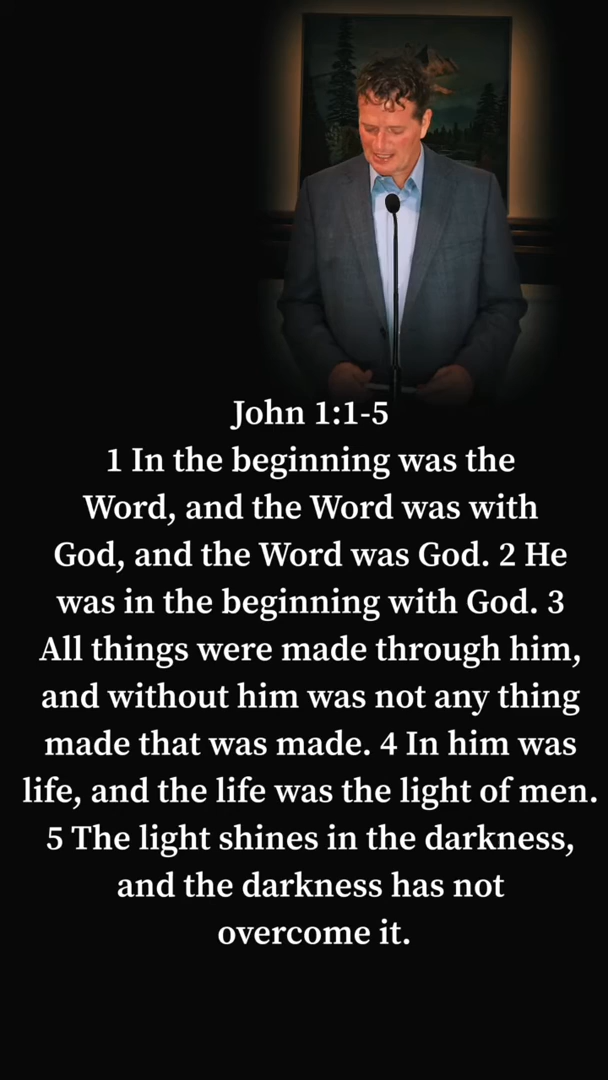 John 1:1-5
1 In the beginning was the
Word, and the Word was with
God, and the Word was God. 2 He
was in the beginning with God. 3
All things were made through him,
and without him was not any thing
made that was made. 4 In him was
life, and the life was the light of men.
5 The light shines in the darkness,
and the darkness has not
overcome it.